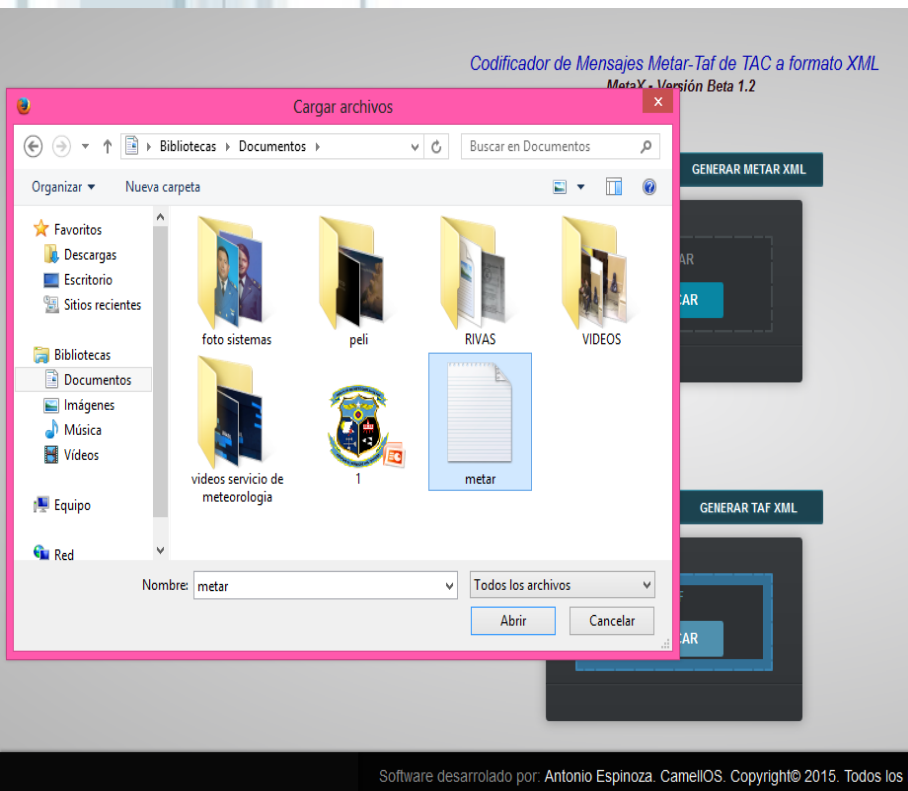 Codificador de Mensajes Metar-Taf de TAC a formato XML
MetaX - Versión Beta 1.2
Cargar archivos
Bibliotecas Documentos
Buscar en Documentos
GENERAR METAR XML
Organizar Nueva carpeta
Favoritos
Descargas
Escritorio
Sitios recientes
Bibliotecas
Documentos
Imágenes
Música
Vídeos
Equipo
Red
foto sistemas
peli
RIVAS
VIDEOS
videos servicio de
meteorologia
1
metar
AR
CAR
GENERAR TAF XML
CAR
Nombre: metar
Todos los archivos
Abrir Cancelar
Software desarrolado por: Antonio Espinoza. CamellOS. Copyright© 2015. Todos los